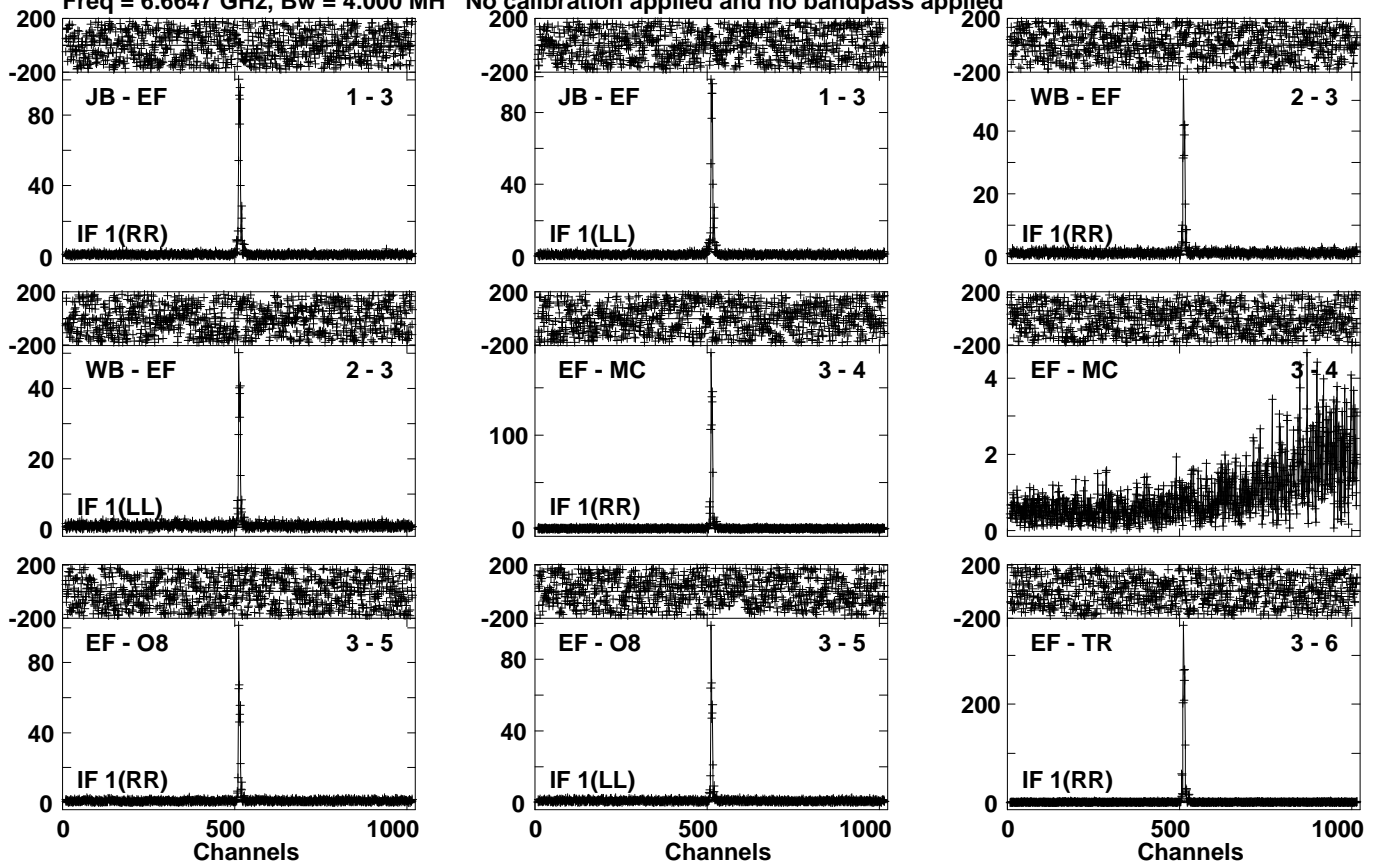 Freq = 6.6647 GHz, Bw = 4.000 MH No calibration applied and no bandpass applied
200
-200
JB - EF 1 - 3
80
40
0
IF 1(RR)
200
-200
JB - EF 1 - 3
80
40
0
IF 1(LL)
200
-200
WB - EF 2 - 3
40
20
0
IF 1(RR)
200
-200
WB - EF 2 - 3
40
20
0
IF 1(LL)
200
-200
EF - MC 3 - 4
100
0
IF 1(RR)
200
-200
EF - MC 3 - 4
4
2
0
200
-200
EF - O8 3 - 5
80
40
0
IF 1(RR)
0 500 1000
Channels
200
-200
EF - O8 3 - 5
80
40
0
IF 1(LL)
0 500 1000
Channels
200
-200
EF - TR 3 - 6
200
0
IF 1(RR)
0 500 1000
Channels